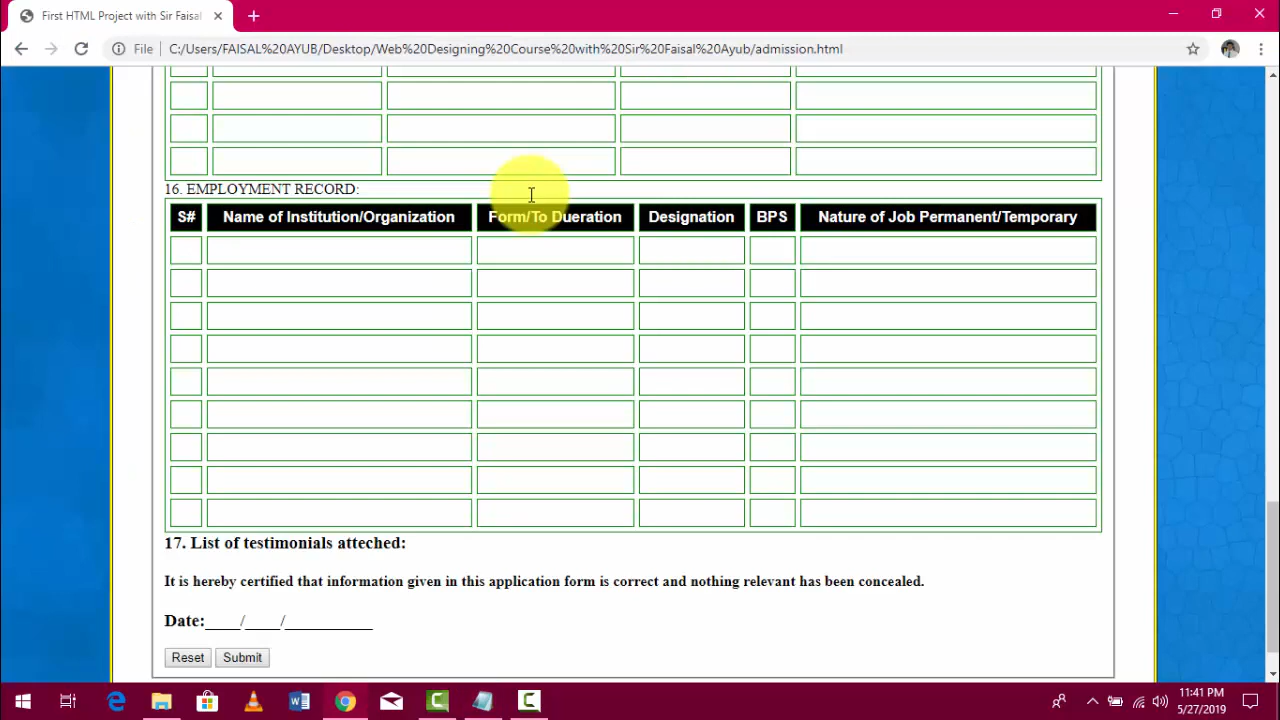 First HTML Project with Sir Faisal
File C:/Users/FAISAL%20AYUB/Desktop/Web%20Designing%20Course%20with%20Sir%20Faisal%20Ayub/admission.html
16. EMPLOYMENT RECORD:
S# Name of Institution/Organization Form/To Dueration Designation BPS Nature of Job Permanent/Temporary
17. List of testimonials atteched:
It is hereby certified that information given in this application form is correct and nothing relevant has been concealed.
Date:____/____/__________
Reset Submit
11:41 PM
5/27/2019